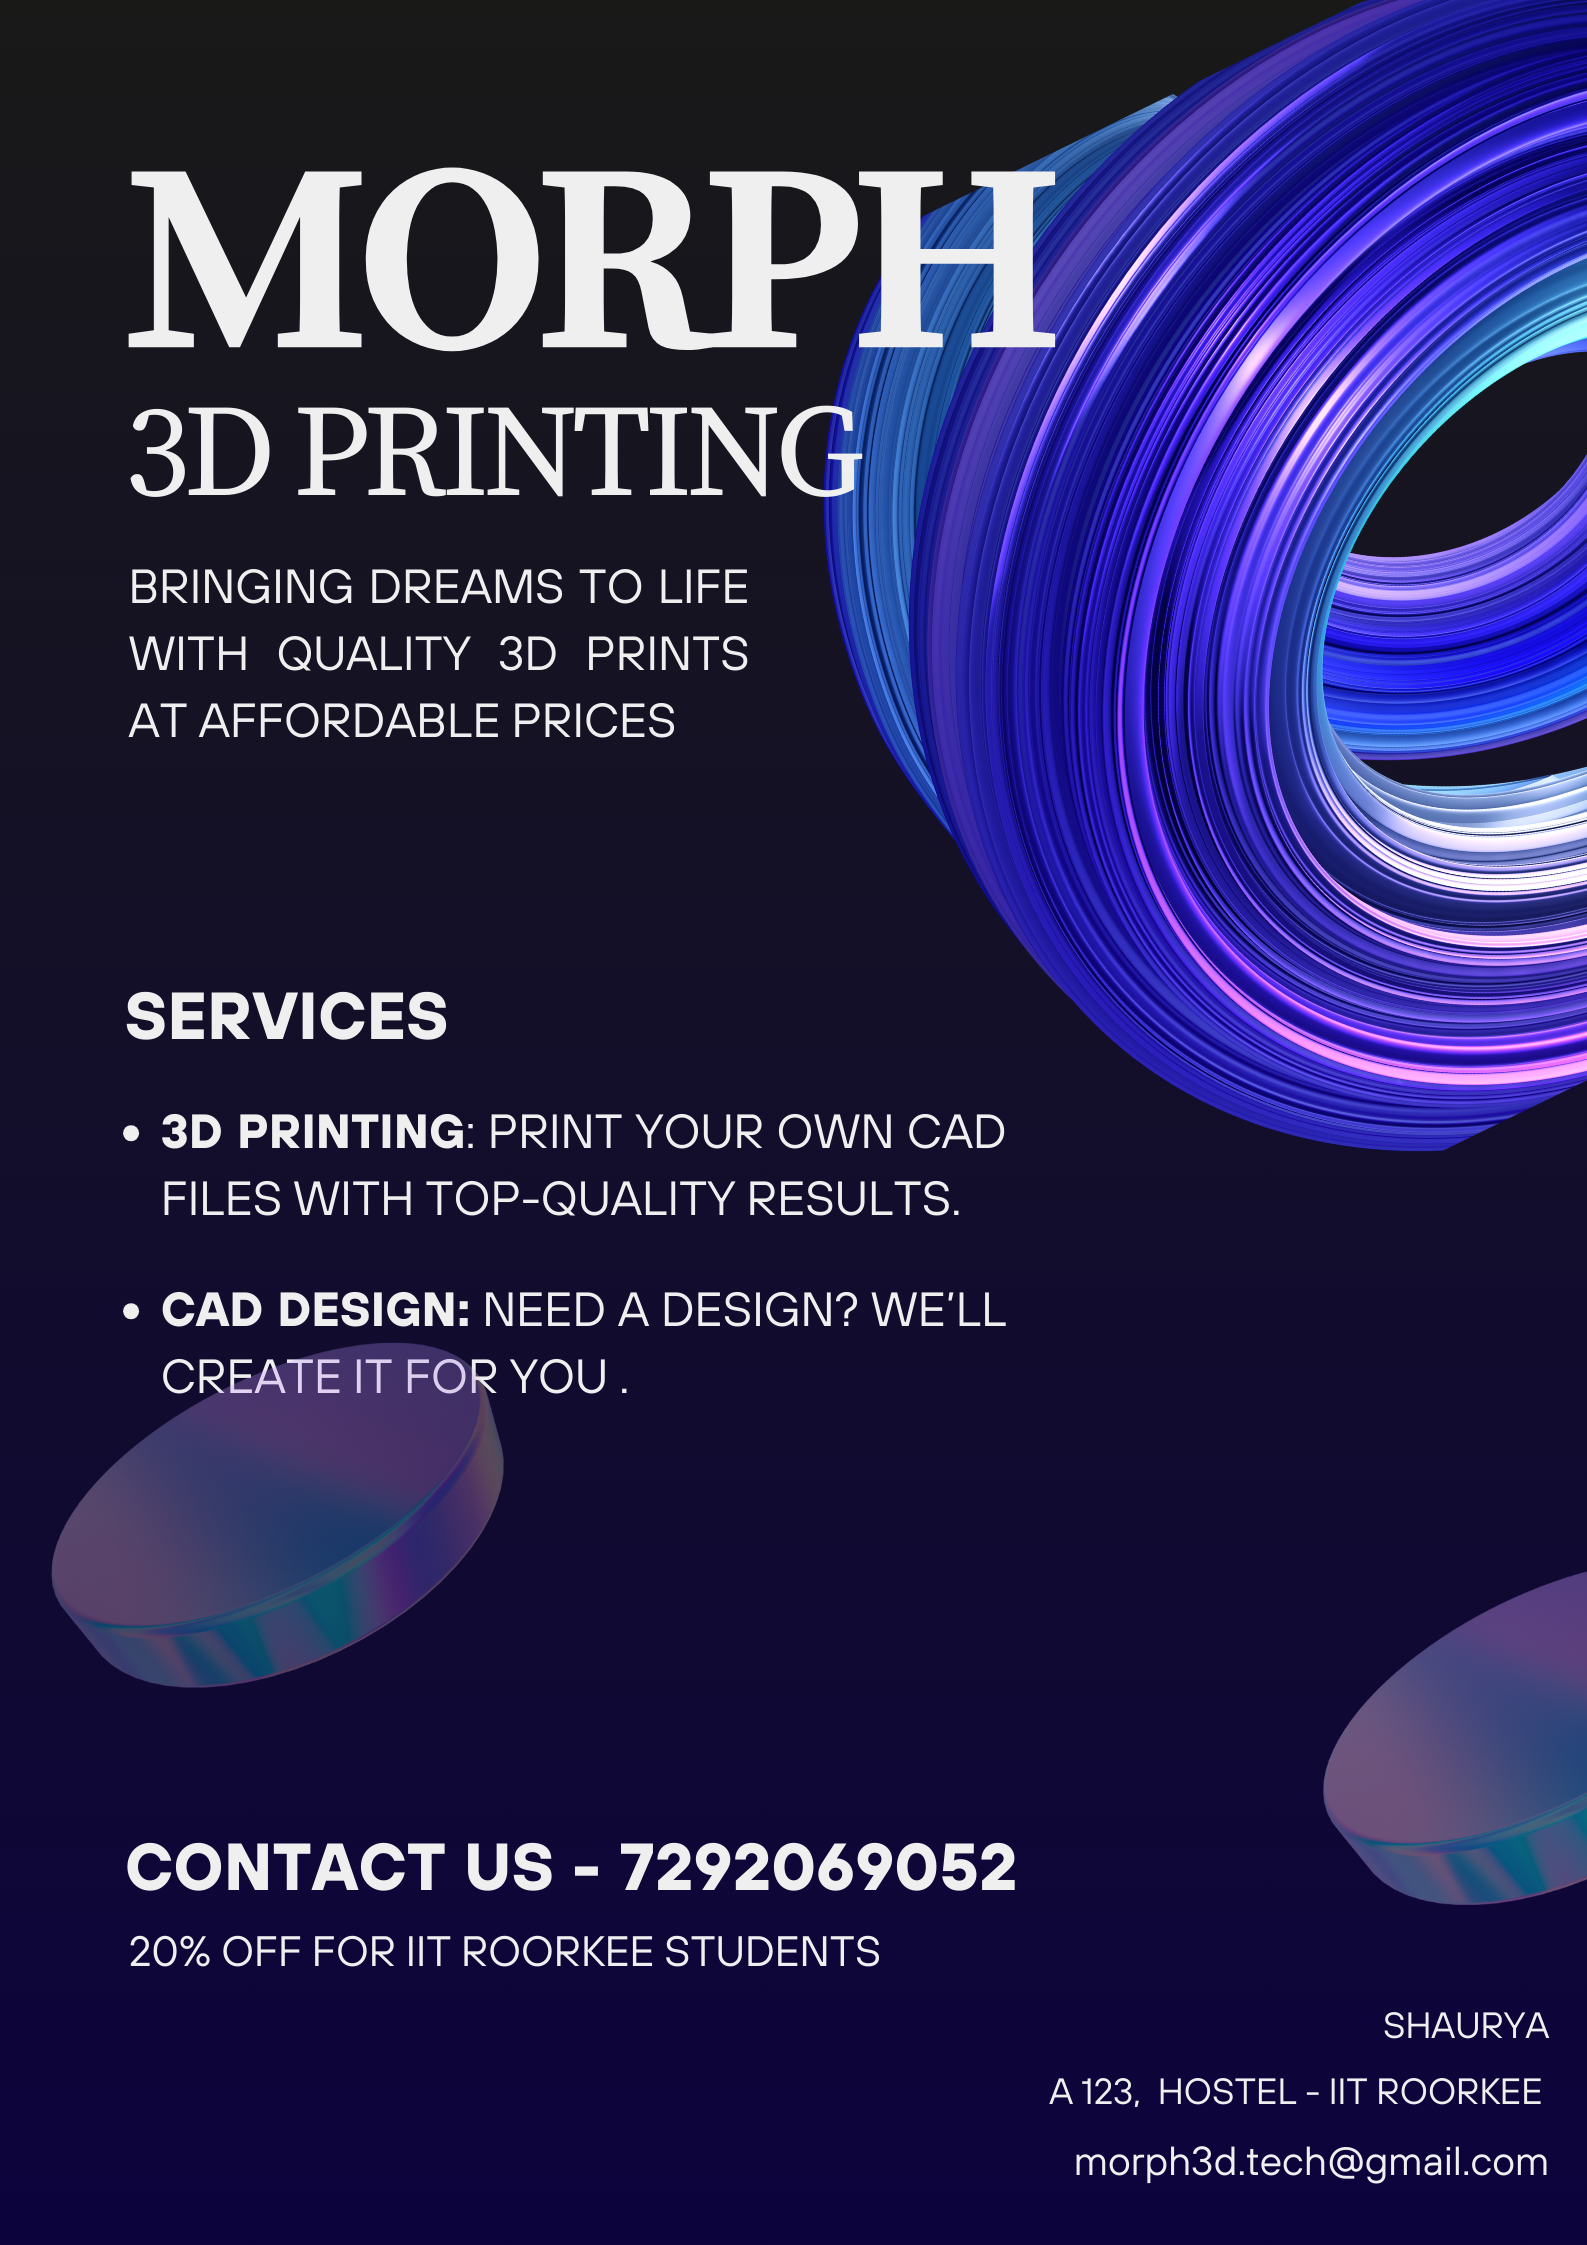 MORPH
3D PRINTING
BRINGING DREAMS TO LIFE
WITH QUALITY 3D PRINTS
AT AFFORDABLE PRICES
SERVICES
• 3D PRINTING: PRINT YOUR OWN CAD
FILES WITH TOP-QUALITY RESULTS.
• CAD DESIGN: NEED A DESIGN? WE'LL
CREATE IT FOR YOU .
CONTACT US - 7292069052
20% OFF FOR IIT ROORKEE STUDENTS
SHAURYA
A 123, HOSTEL - IIT ROORKEE
morph3d.tech@gmail.com